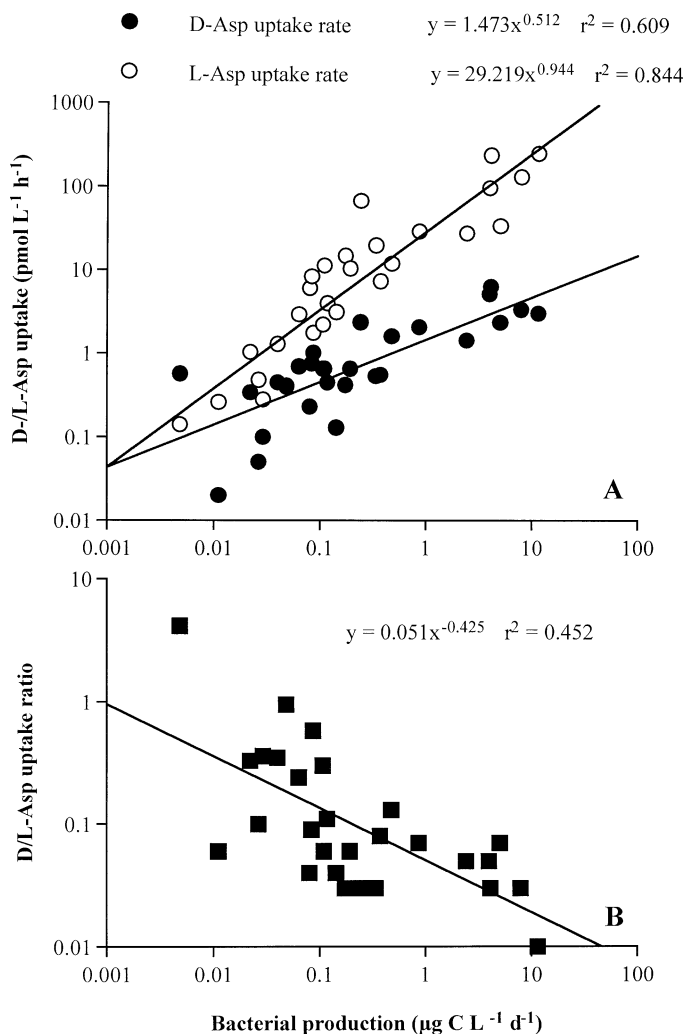 D-Asp uptake rate y = 1.473x^0.512 r² = 0.609
L-Asp uptake rate y = 29.219x^0.944 r² = 0.844
D-/L-Asp uptake (pmol L⁻¹ h⁻¹)
1000
100
10
1
0.1
0.01
A
0.001 0.01 0.1 1 10 100
D/L-Asp uptake ratio
10
1
0.1
0.01
y = 0.051x^-0.425 r² = 0.452
B
0.001 0.01 0.1 1 10 100
Bacterial production (µg C L⁻¹ d⁻¹)